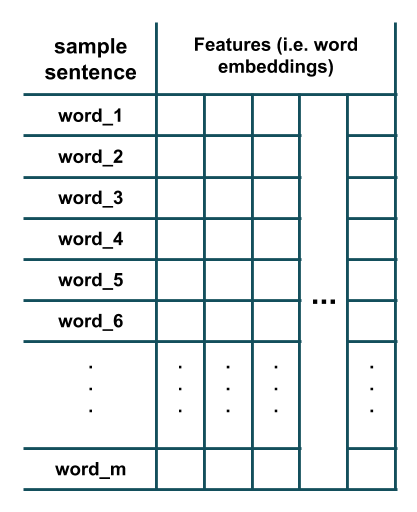 sample
sentence
Features (i.e. word
embeddings)
word_1
word_2
word_3
word_4
word_5
...
word_6
. . . . .
. . . . .
. . . . .
word_m